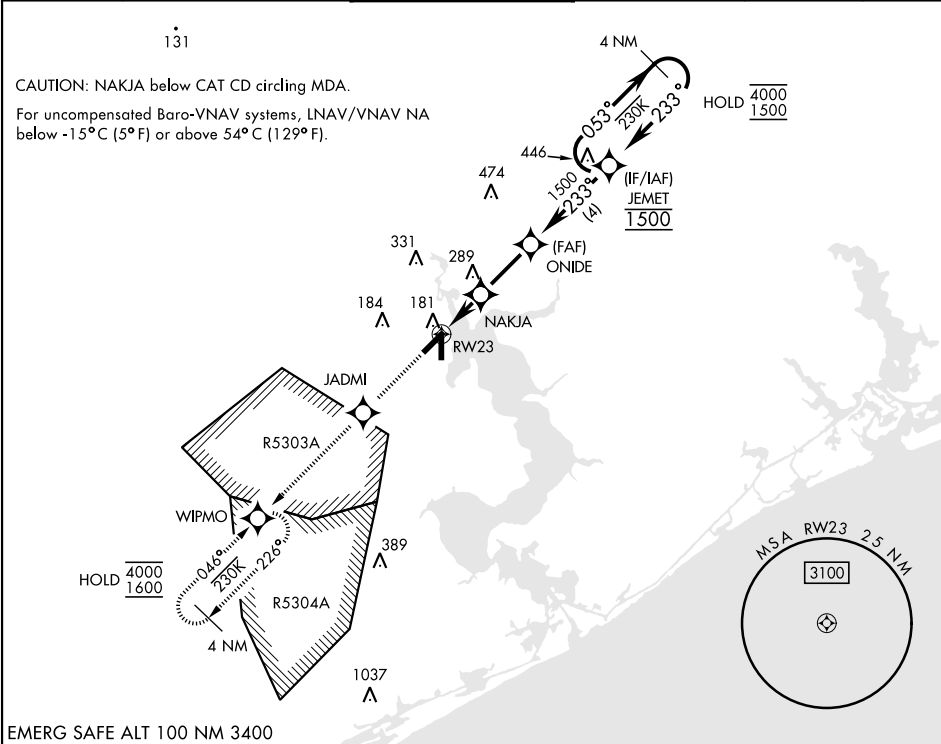 131
CAUTION: NAKJA below CAT CD circling MDA.
For uncompensated Baro-VNAV systems, LNAV/VNAV NA
below -15°C (5°F) or above 54°C (129°F).
4 NM
HOLD 4000
1500
053°
230K
233°
446
474
1500
233°
(4)
(IF/IAF)
JEMET
1500
331
289
(FAF)
ONIDE
184
181
NAKJA
RW23
JADMI
R5303A
WIPMO
HOLD 4000
1600
046°
230K
226°
389
R5304A
4 NM
1037
MSA RW23 25 NM
3100
EMERG SAFE ALT 100 NM 3400